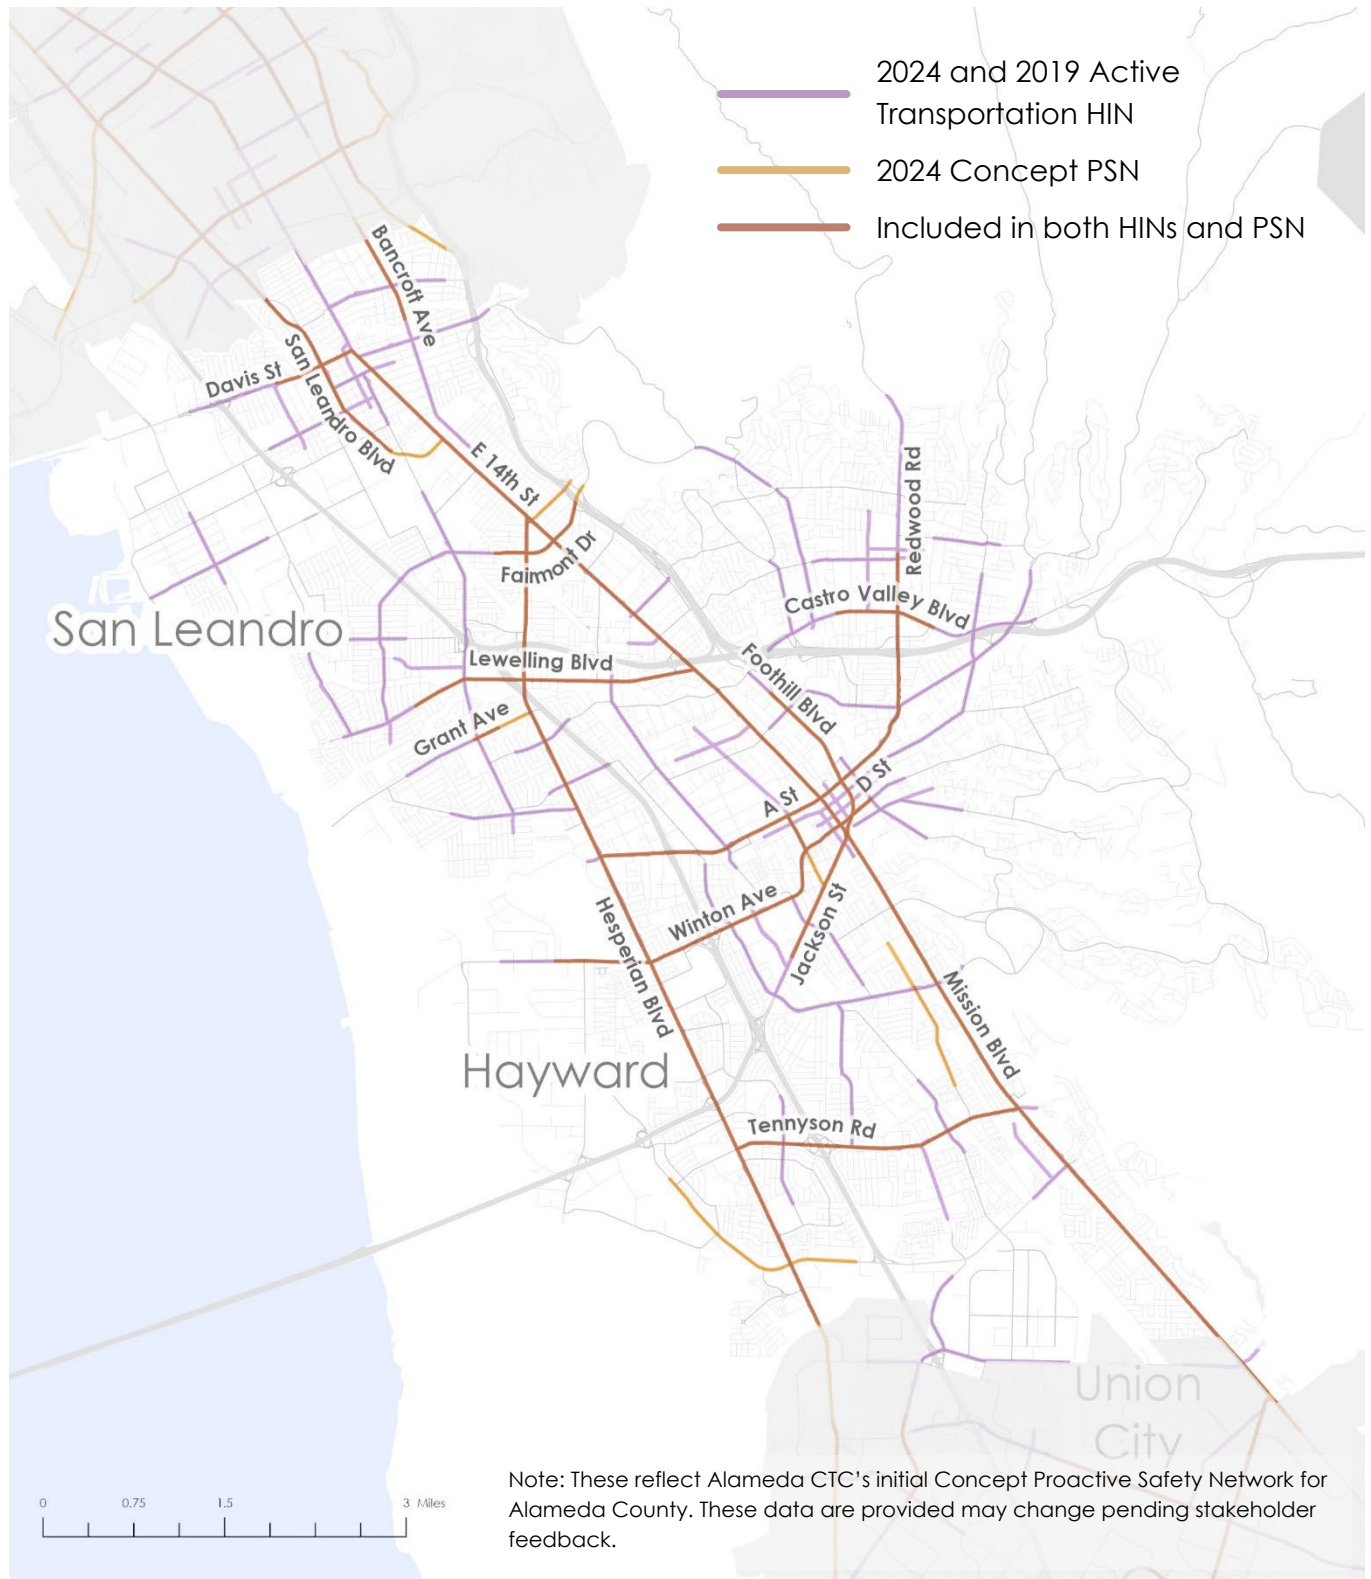 2024 and 2019 Active
Transportation HIN
2024 Concept PSN
Included in both HINs and PSN
Bancroft Ave
San Leandro Blvd
Davis St
E 14th St
Fairmont Dr
Redwood Rd
Castro Valley Blvd
San Leandro
Lewelling Blvd
Foothill Blvd
Grant Ave
A St
D St
Winton Ave
Jackson St
Hesperian Blvd
Mission Blvd
Hayward
Tennyson Rd
Union
City
Note: These reflect Alameda CTC's initial Concept Proactive Safety Network for
Alameda County. These data are provided may change pending stakeholder
feedback.
0 0.75 1.5 3 Miles